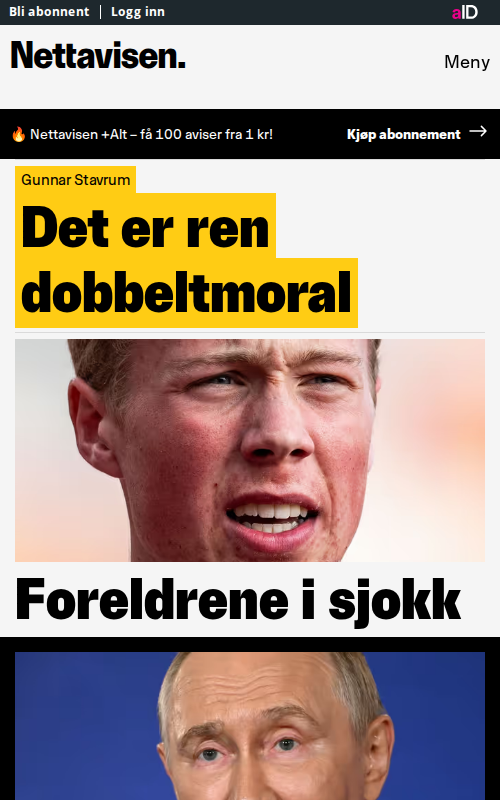 Bli abonnent | Logg inn
aID
Nettavisen.
Meny
🔥 Nettavisen +Alt – få 100 aviser fra 1 kr!
Kjøp abonnement →
Gunnar Stavrum
Det er ren
dobbeltmoral
Foreldrene i sjokk